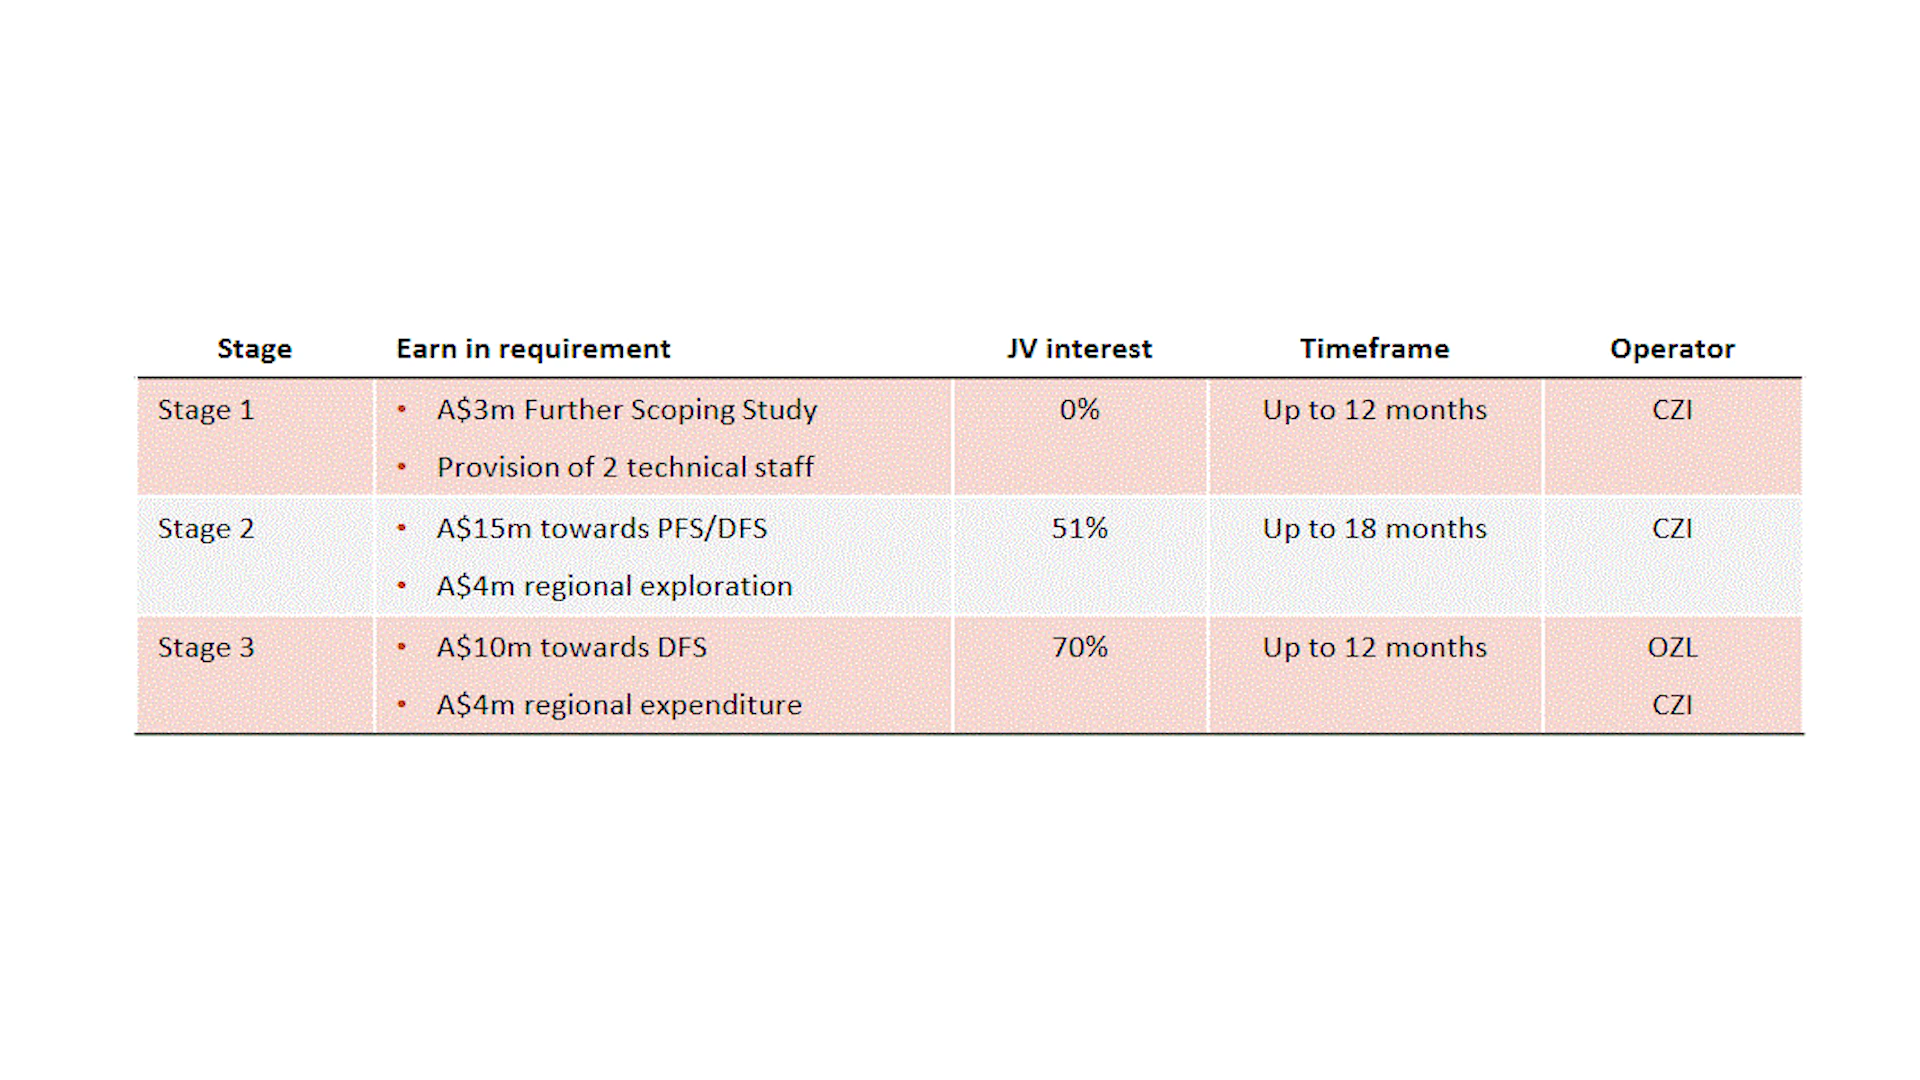 Stage Earn in requirement JV interest Timeframe Operator
Stage 1 • A$3m Further Scoping Study 0% Up to 12 months CZI
• Provision of 2 technical staff
Stage 2 • A$15m towards PFS/DFS 51% Up to 18 months CZI
• A$4m regional exploration
Stage 3 • A$10m towards DFS 70% Up to 12 months OZL
• A$4m regional expenditure CZI